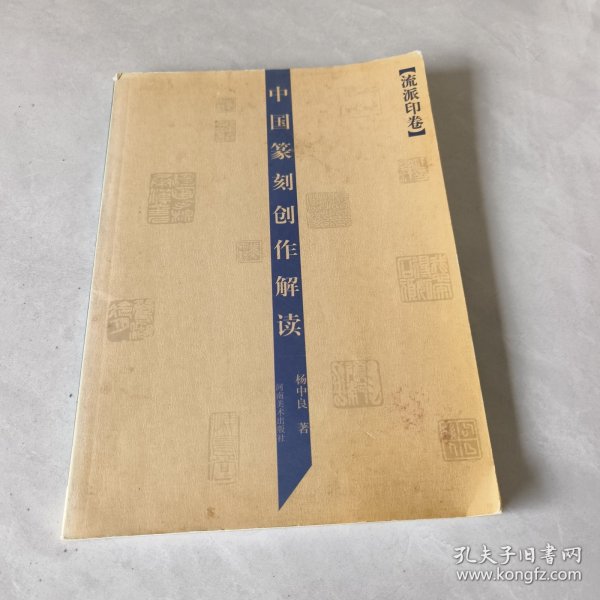 【流派印卷】
中国篆刻创作解读
杨中良 著
河南美术出版社
孔夫子旧书网
www.kongfz.com